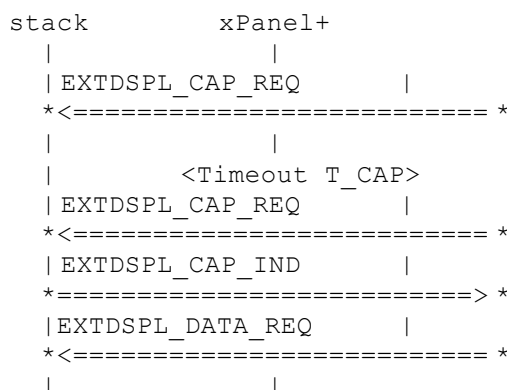 stack xPanel+
| |
|EXTDSPL_CAP_REQ |
*<========================== *
| |
| <Timeout T_CAP>
|EXTDSPL_CAP_REQ |
*<========================== *
|EXTDSPL_CAP_IND |
*==========================> *
|EXTDSPL_DATA_REQ |
*<========================== *
| |